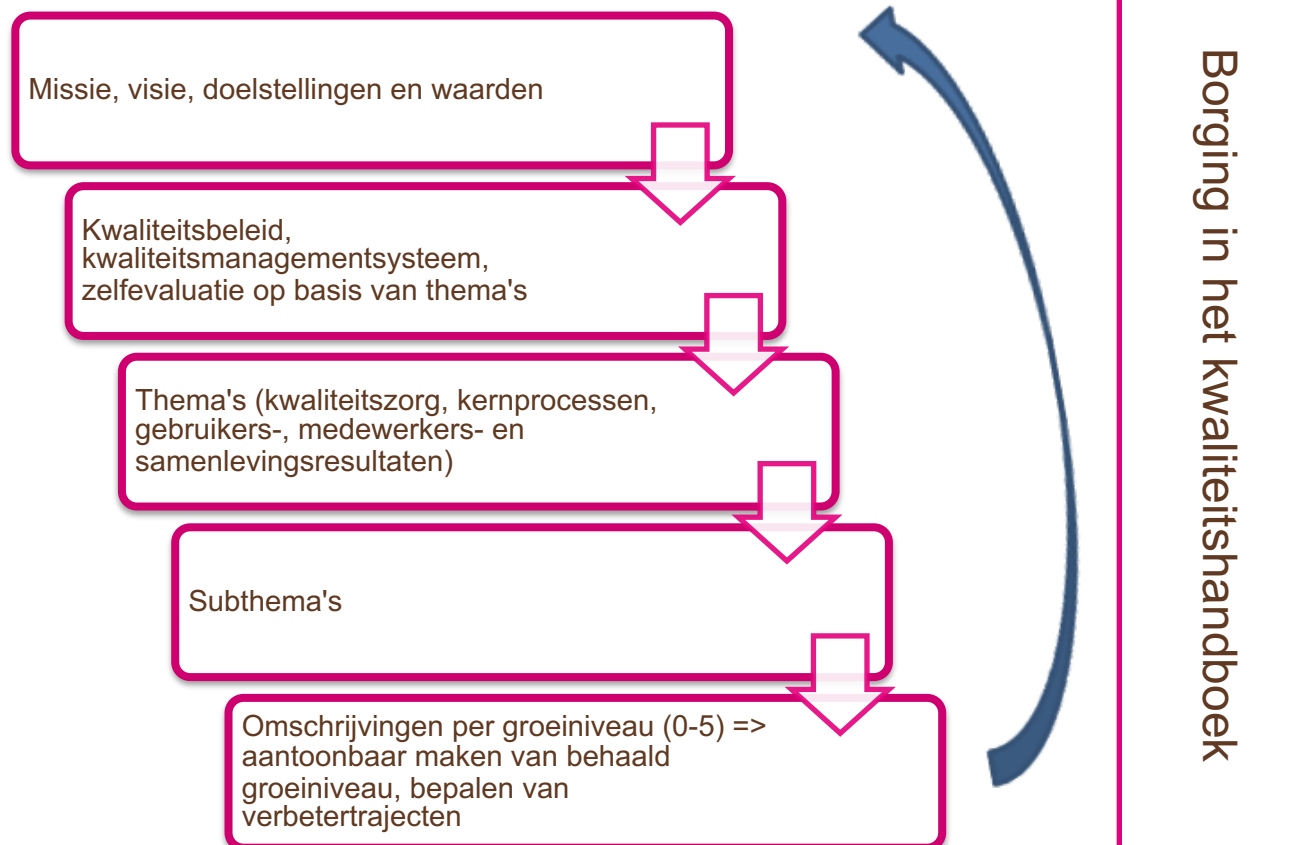 Missie, visie, doelstellingen en waarden
Kwaliteitsbeleid,
kwaliteitsmanagementsysteem,
zelfevaluatie op basis van thema's
Thema's (kwaliteitszorg, kernprocessen,
gebruikers-, medewerkers- en
samenlevingsresultaten)
Subthema's
Omschrijvingen per groeiniveau (0-5) =>
aantoonbaar maken van behaald
groeiniveau, bepalen van
verbetertrajecten
Borging in het kwaliteitshandboek